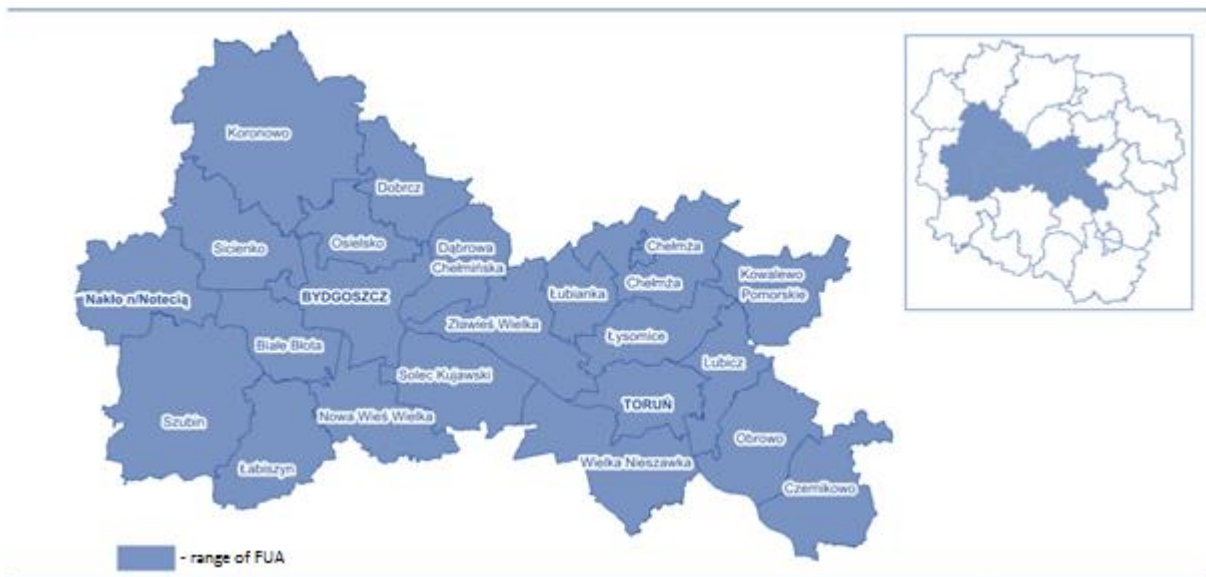 Koronowo
Dobrcz
Sicienko
Osielsko
Dąbrowa
Chełmińska
Chełmża
Nakło n/Notecią
BYDGOSZCZ
Łubianka
Chełmża
Kowalewo
Pomorskie
Zławieś Wielka
Łysomice
Białe Błota
Lubicz
Solec Kujawski
Szubin
Nowa Wieś Wielka
TORUŃ
Obrowo
Łabiszyn
Wielka Nieszawka
Czernikowo
- range of FUA